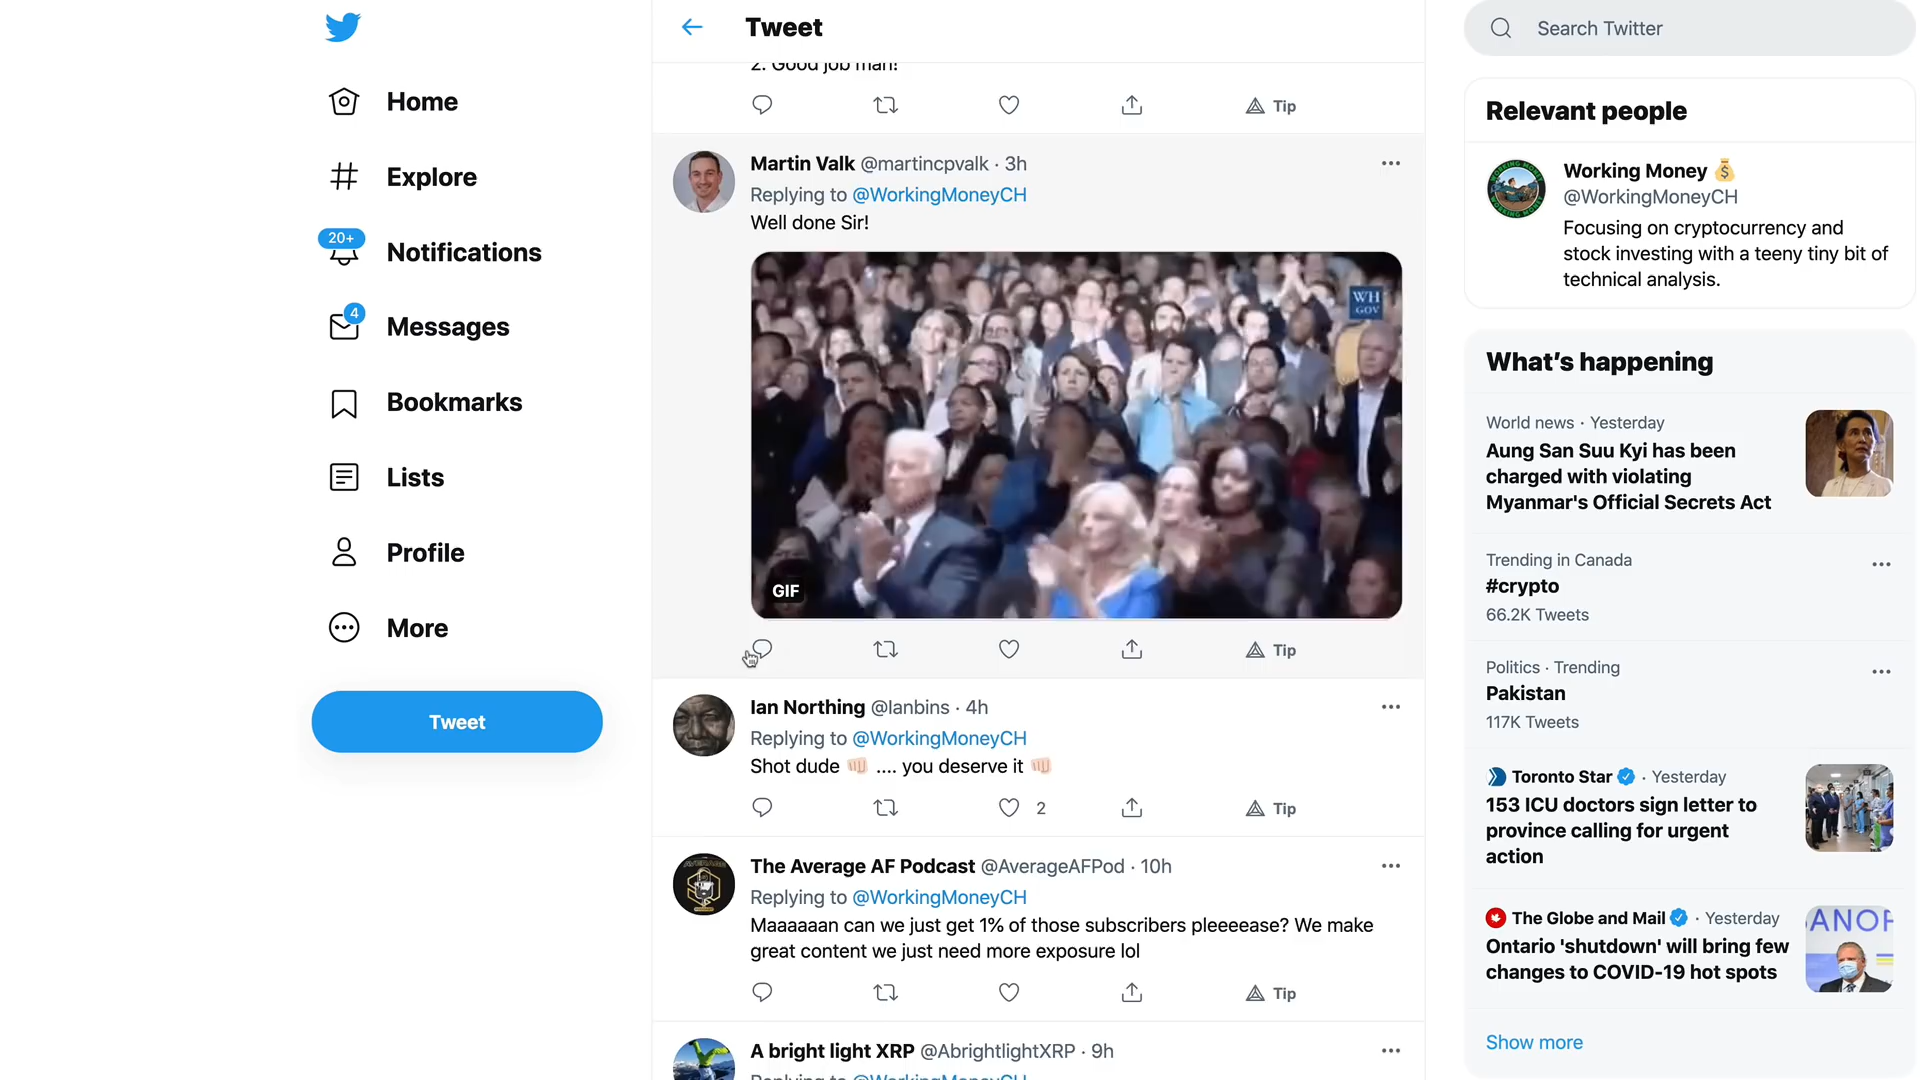 Home
Explore
20+
Notifications
4
Messages
Bookmarks
Lists
Profile
More
Tweet
Tweet
2. Good job man!
Tip
Martin Valk @martincpvalk · 3h
Replying to @WorkingMoneyCH
Well done Sir!
WH
.GOV
GIF
Tip
Ian Northing @Ianbins · 4h
Replying to @WorkingMoneyCH
Shot dude 👊🏻 .... you deserve it 👊🏻
2
Tip
The Average AF Podcast @AverageAFPod · 10h
Replying to @WorkingMoneyCH
Maaaaaan can we just get 1% of those subscribers pleeeease? We make
great content we just need more exposure lol
Tip
A bright light XRP @AbrightlightXRP · 9h
Replying to @WorkingMoneyCH
Search Twitter
Relevant people
WORKING MONEY
Working Money 💰
@WorkingMoneyCH
Focusing on cryptocurrency and
stock investing with a teeny tiny bit of
technical analysis.
What's happening
World news · Yesterday
Aung San Suu Kyi has been
charged with violating
Myanmar's Official Secrets Act
Trending in Canada
#crypto
66.2K Tweets
Politics · Trending
Pakistan
117K Tweets
Toronto Star · Yesterday
153 ICU doctors sign letter to
province calling for urgent
action
The Globe and Mail · Yesterday
Ontario 'shutdown' will bring few
changes to COVID-19 hot spots
Show more